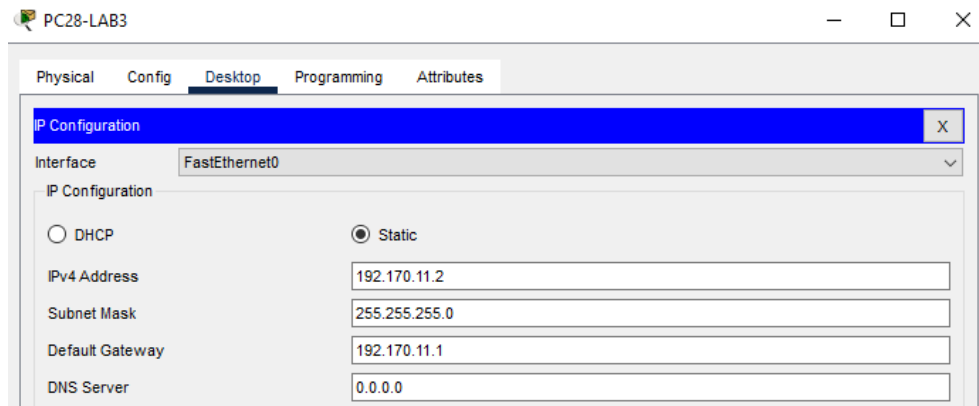 PC28-LAB3
Physical Config Desktop Programming Attributes
IP Configuration X
Interface FastEthernet0
IP Configuration
DHCP Static
IPv4 Address 192.170.11.2
Subnet Mask 255.255.255.0
Default Gateway 192.170.11.1
DNS Server 0.0.0.0